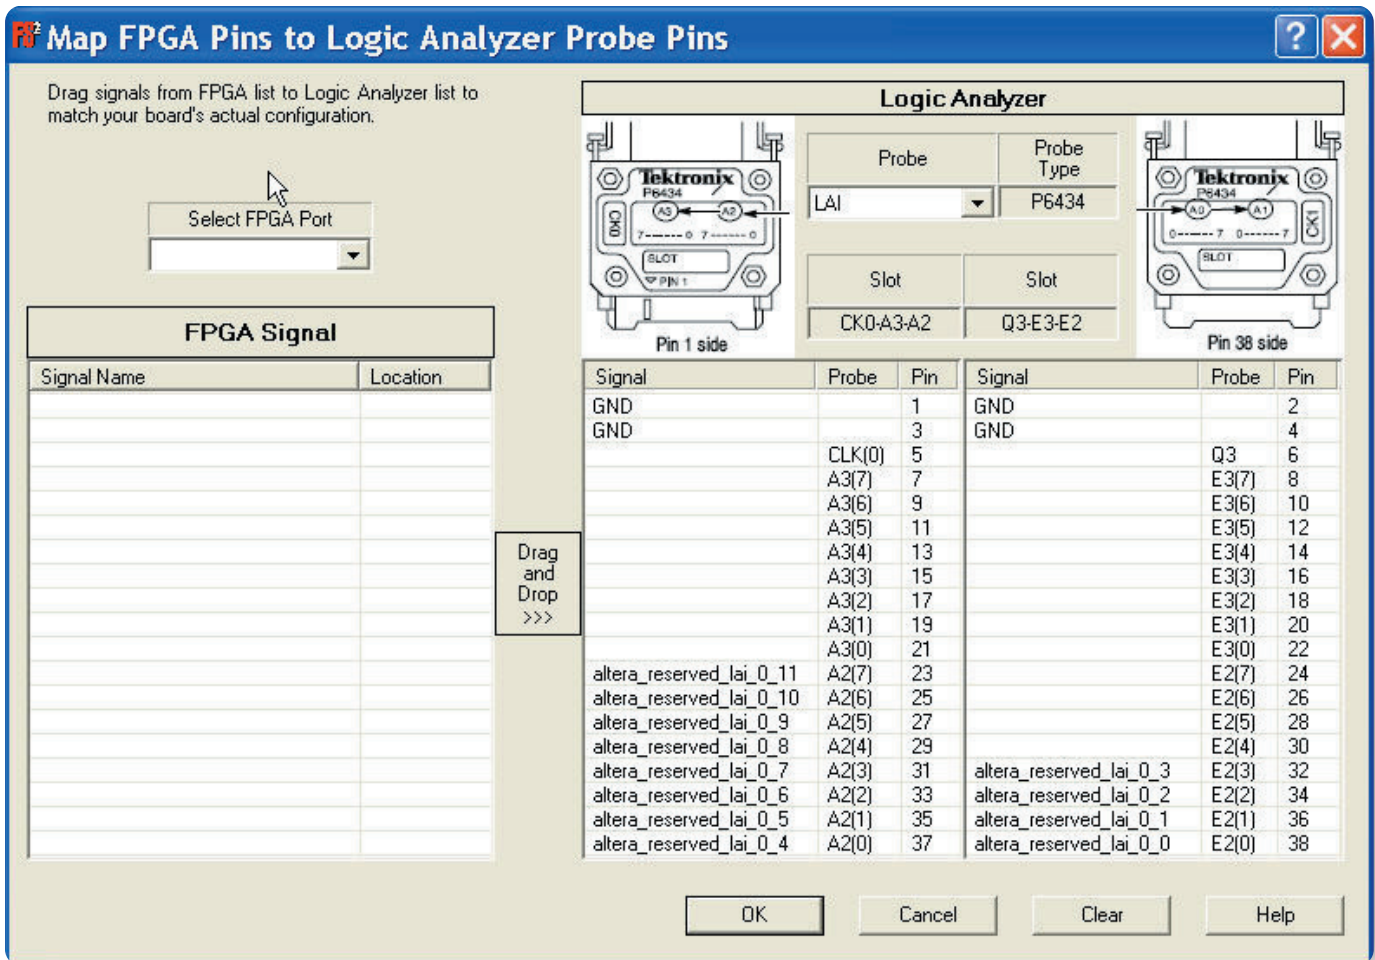 FS² Map FPGA Pins to Logic Analyzer Probe Pins
Drag signals from FPGA list to Logic Analyzer list to
match your board's actual configuration.
Select FPGA Port
FPGA Signal
Signal Name Location
Drag
and
Drop
>>>
Logic Analyzer
Tektronix
P6434
A3 A2
CK0
7------0 7------0
SLOT
PIN 1
Pin 1 side
Probe Probe
Type
LAI P6434
Slot Slot
CK0-A3-A2 Q3-E3-E2
Tektronix
P6434
A0 A1
CK1
0------7 0------7
SLOT
Pin 38 side
Signal Probe Pin Signal Probe Pin
GND 1 GND 2
GND 3 GND 4
CLK(0) 5 Q3 6
A3(7) 7 E3(7) 8
A3(6) 9 E3(6) 10
A3(5) 11 E3(5) 12
A3(4) 13 E3(4) 14
A3(3) 15 E3(3) 16
A3(2) 17 E3(2) 18
A3(1) 19 E3(1) 20
A3(0) 21 E3(0) 22
altera_reserved_lai_0_11 A2(7) 23 E2(7) 24
altera_reserved_lai_0_10 A2(6) 25 E2(6) 26
altera_reserved_lai_0_9 A2(5) 27 E2(5) 28
altera_reserved_lai_0_8 A2(4) 29 E2(4) 30
altera_reserved_lai_0_7 A2(3) 31 altera_reserved_lai_0_3 E2(3) 32
altera_reserved_lai_0_6 A2(2) 33 altera_reserved_lai_0_2 E2(2) 34
altera_reserved_lai_0_5 A2(1) 35 altera_reserved_lai_0_1 E2(1) 36
altera_reserved_lai_0_4 A2(0) 37 altera_reserved_lai_0_0 E2(0) 38
OK Cancel Clear Help